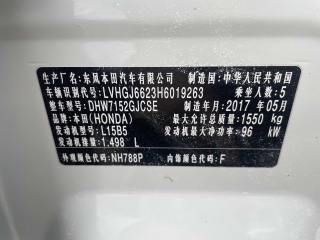 生产厂名:东风本田汽车有限公司 制造国:中华人民共和国
车辆识别代号:LVHGJ6623H6019263 乘坐人数:5
整车型号:DHW7152GJCSE 制造年月:2017 年 05月
品牌:本田(HONDA) 最大允许总质量:1550 kg
发动机型号:L15B5 发动机最大净功率:96 kW
发动机排量:1.498 L
外观颜色代码:NH788P 内饰颜色代码:F